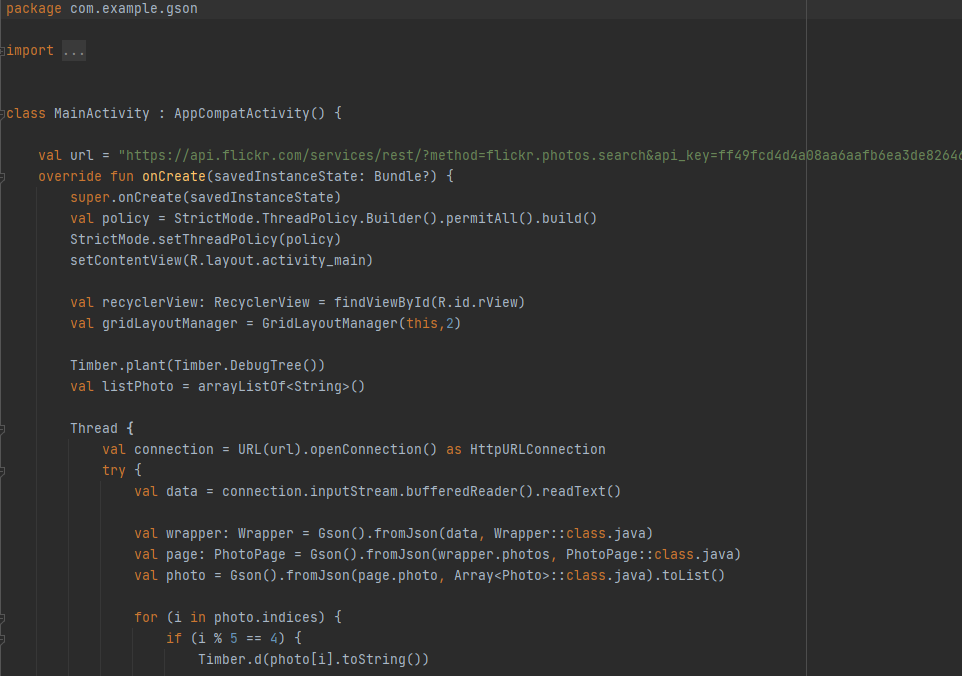 package com.example.gson
import ...
class MainActivity : AppCompatActivity() {
val url = "https://api.flickr.com/services/rest/?method=flickr.photos.search&api_key=ff49fcd4d4a08aa6aafb6ea3de82646
override fun onCreate(savedInstanceState: Bundle?) {
super.onCreate(savedInstanceState)
val policy = StrictMode.ThreadPolicy.Builder().permitAll().build()
StrictMode.setThreadPolicy(policy)
setContentView(R.layout.activity_main)
val recyclerView: RecyclerView = findViewById(R.id.rView)
val gridLayoutManager = GridLayoutManager(this,2)
Timber.plant(Timber.DebugTree())
val listPhoto = arrayListOf<String>()
Thread {
val connection = URL(url).openConnection() as HttpURLConnection
try {
val data = connection.inputStream.bufferedReader().readText()
val wrapper: Wrapper = Gson().fromJson(data, Wrapper::class.java)
val page: PhotoPage = Gson().fromJson(wrapper.photos, PhotoPage::class.java)
val photo = Gson().fromJson(page.photo, Array<Photo>::class.java).toList()
for (i in photo.indices) {
if (i % 5 == 4) {
Timber.d(photo[i].toString())